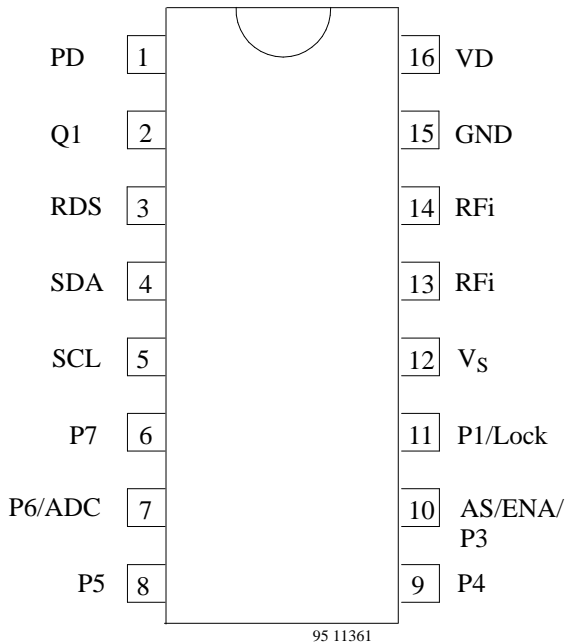 PD 1 16 VD
Q1 2 15 GND
RDS 3 14 RFi
SDA 4 13 RFi
SCL 5 12 VS
P7 6 11 P1/Lock
P6/ADC 7 10 AS/ENA/
P3
P5 8 9 P4
95 11361